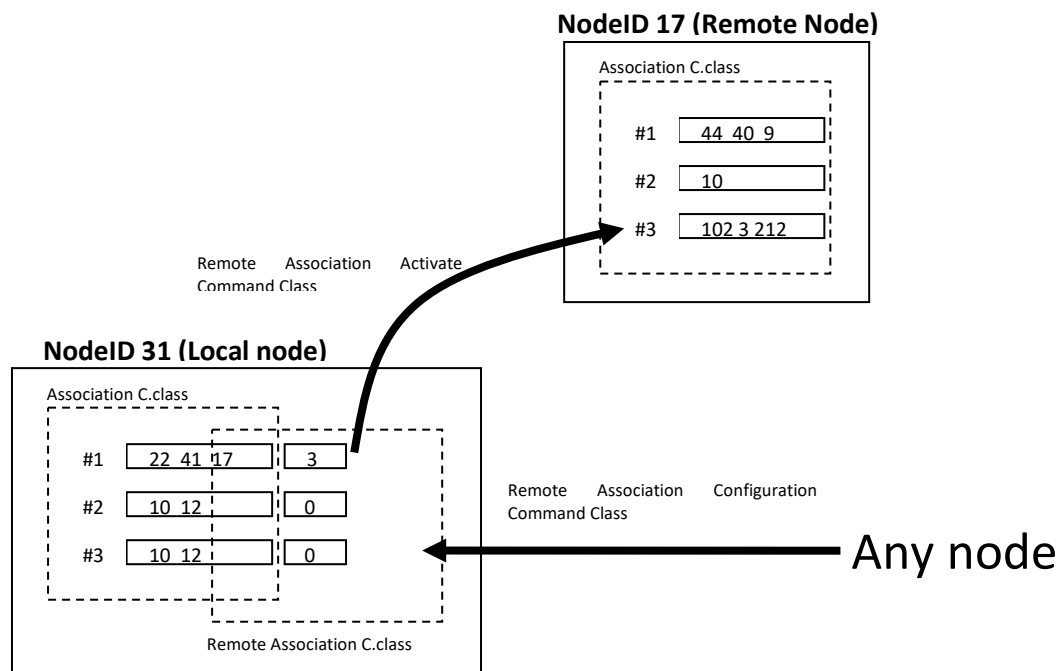 NodeID 17 (Remote Node)
Association C.class
#1 44 40 9
#2 10
#3 102 3 212
Remote Association Activate
Command Class
NodeID 31 (Local node)
Association C.class
#1 22 41 17 3
#2 10 12 0
#3 10 12 0
Remote Association C.class
Remote Association Configuration
Command Class
Any node